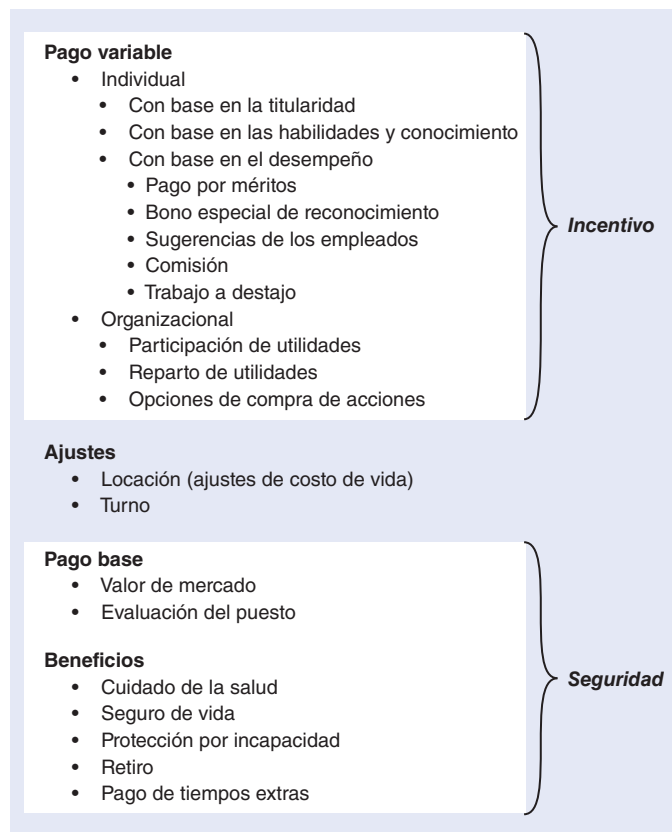 Pago variable
• Individual
• Con base en la titularidad
• Con base en las habilidades y conocimiento
• Con base en el desempeño
• Pago por méritos
• Bono especial de reconocimiento
• Sugerencias de los empleados
• Comisión
• Trabajo a destajo
• Organizacional
• Participación de utilidades
• Reparto de utilidades
• Opciones de compra de acciones
Incentivo
Ajustes
• Locación (ajustes de costo de vida)
• Turno
Pago base
• Valor de mercado
• Evaluación del puesto
Beneficios
• Cuidado de la salud
• Seguro de vida
• Protección por incapacidad
• Retiro
• Pago de tiempos extras
Seguridad